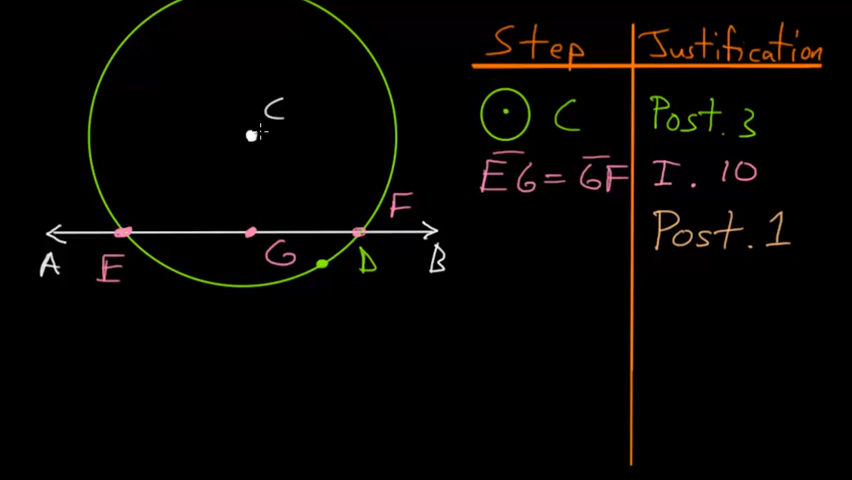 Step Justification
C Post. 3
EG = GF I. 10
Post. 1
C
F
A E G D B